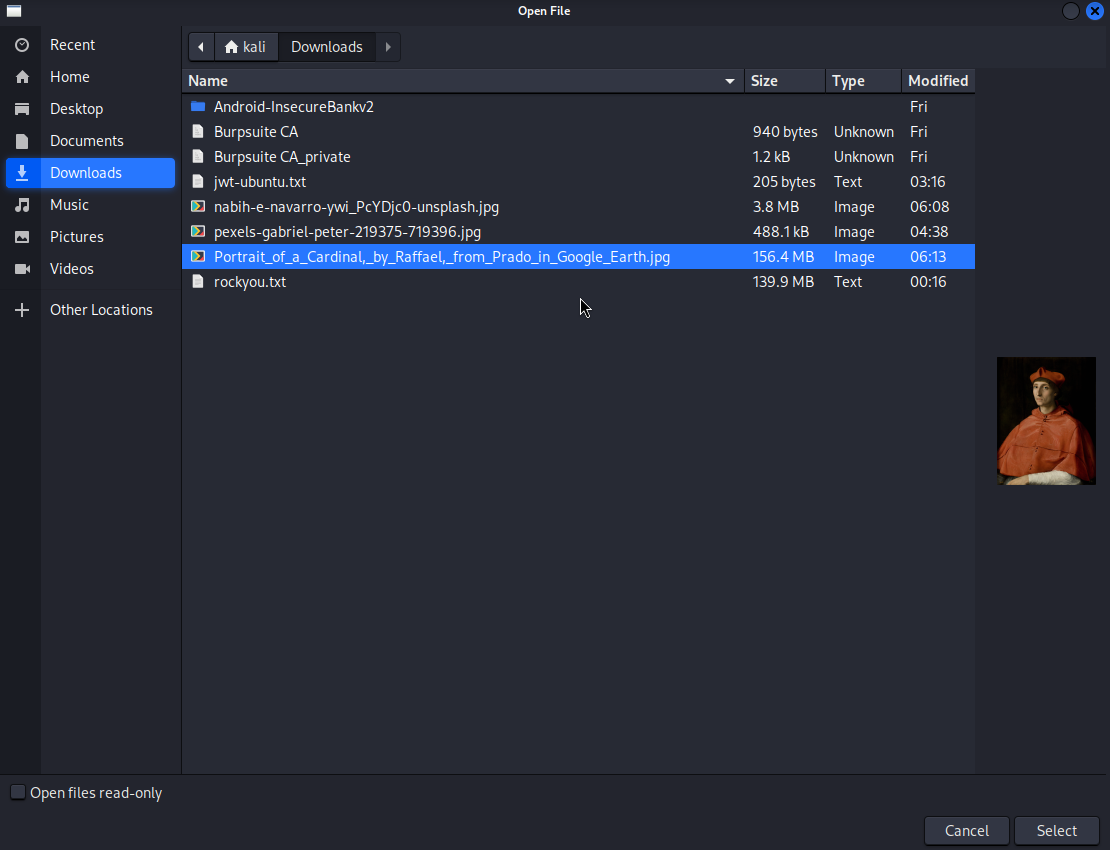 Open File
Recent
Home
Desktop
Documents
Downloads
Music
Pictures
Videos
Other Locations
kali Downloads
Name Size Type Modified
Android-InsecureBankv2 Fri
Burpsuite CA 940 bytes Unknown Fri
Burpsuite CA_private 1.2 kB Unknown Fri
jwt-ubuntu.txt 205 bytes Text 03:16
nabih-e-navarro-ywi_PcYDjc0-unsplash.jpg 3.8 MB Image 06:08
pexels-gabriel-peter-219375-719396.jpg 488.1 kB Image 04:38
Portrait_of_a_Cardinal,_by_Raffael,_from_Prado_in_Google_Earth.jpg 156.4 MB Image 06:13
rockyou.txt 139.9 MB Text 00:16
Open files read-only
Cancel Select